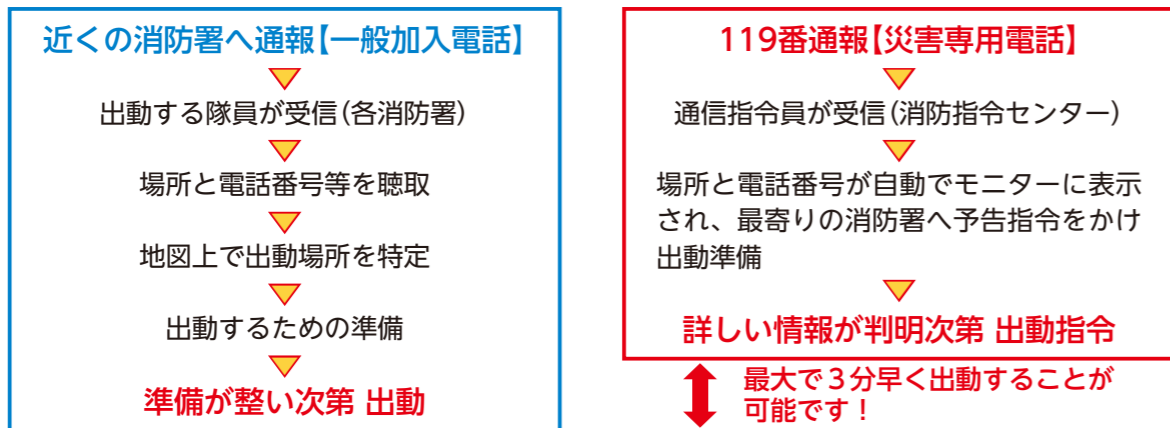 近くの消防署へ通報【一般加入電話】
出動する隊員が受信(各消防署)
場所と電話番号等を聴取
地図上で出動場所を特定
出動するための準備
準備が整い次第 出動
119番通報【災害専用電話】
通信指令員が受信(消防指令センター)
場所と電話番号が自動でモニターに表示
され、最寄りの消防署へ予告指令をかけ
出動準備
詳しい情報が判明次第 出動指令
最大で3分早く出動することが
可能です!